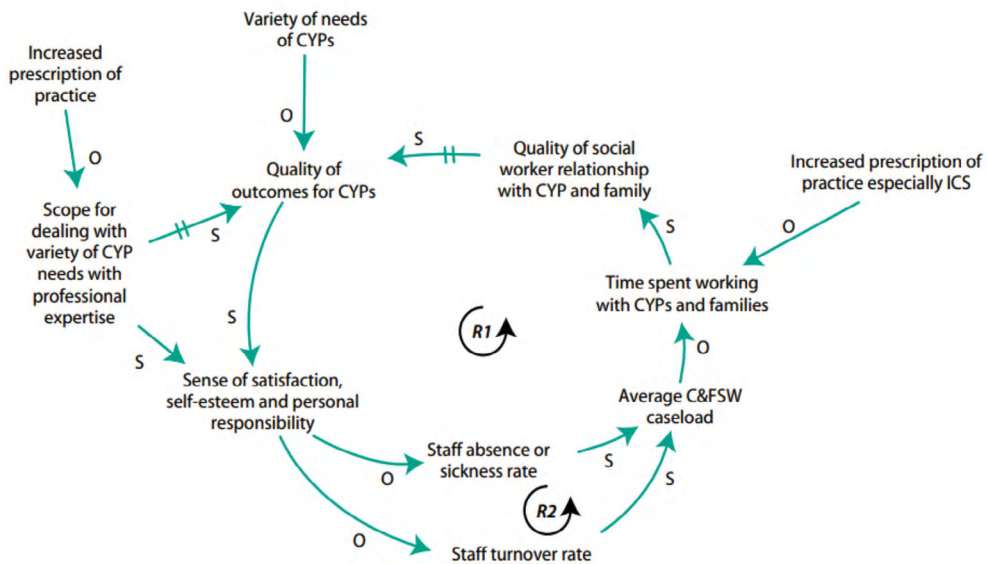 Variety of needs
of CYPs
Increased
prescription of
practice
O
O
S
Quality of
outcomes for CYPs
Quality of social
worker relationship
with CYP and family
Increased prescription of
practice especially ICS
Scope for
dealing with
variety of CYP
needs with
professional
expertise
S
S
O
Time spent working
with CYPs and families
S
R1
O
S
Sense of satisfaction,
self-esteem and personal
responsibility
Average C&FSW
caseload
Staff absence or
sickness rate
O
S
S
R2
O
Staff turnover rate